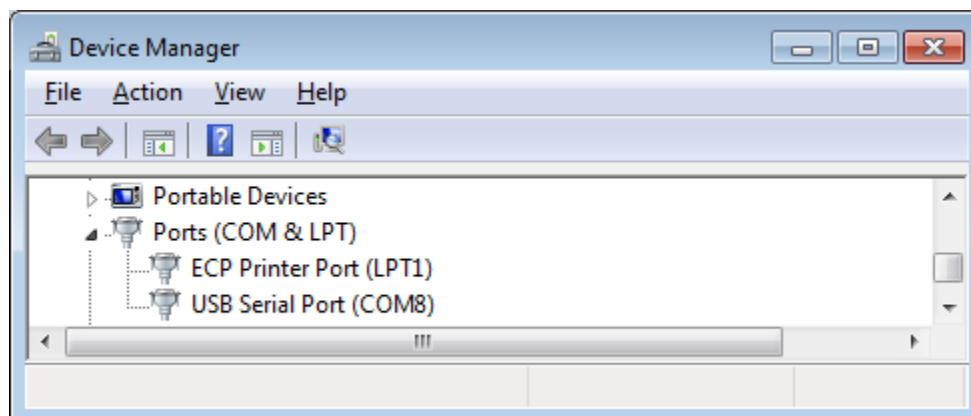 Device Manager
File Action View Help
Portable Devices
Ports (COM & LPT)
ECP Printer Port (LPT1)
USB Serial Port (COM8)